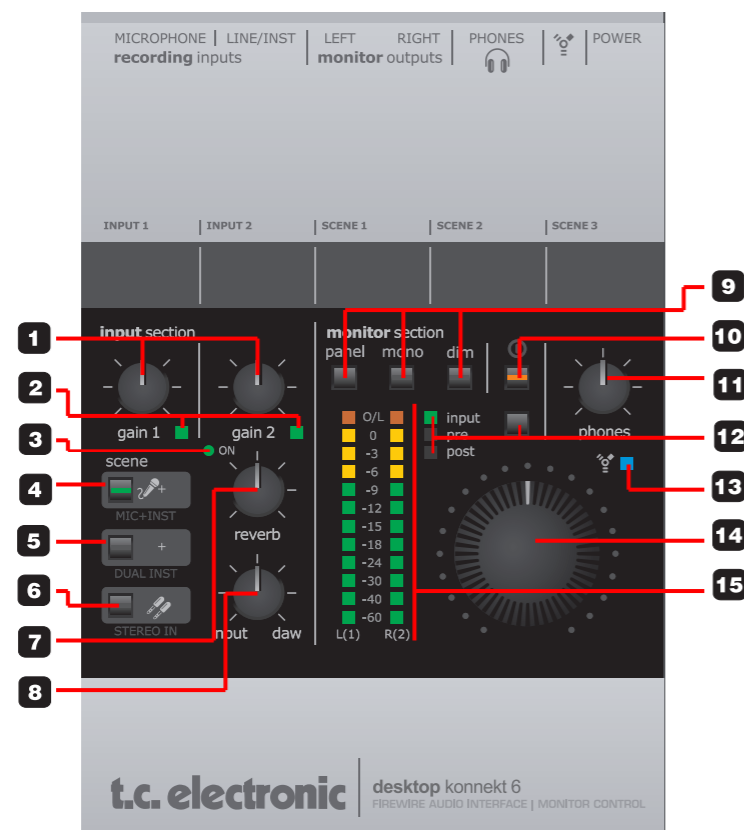 MICROPHONE | LINE/INST | LEFT RIGHT | PHONES | POWER
recording inputs | monitor outputs
INPUT 1 | INPUT 2 | SCENE 1 | SCENE 2 | SCENE 3
9
input section monitor section
1 panel mono dim 10
11
2 O/L input
gain 1 gain 2 0 pre phones 12
3 ON -3 post
scene -6
4 + -9 13
MIC+INST -12
-15
reverb -18 14
5 + -24
DUAL INST -30
6 -40 15
-60
STEREO IN input daw L(1) R(2)
7
8
t.c. electronic | desktop konnekt 6
FIREWIRE AUDIO INTERFACE | MONITOR CONTROL